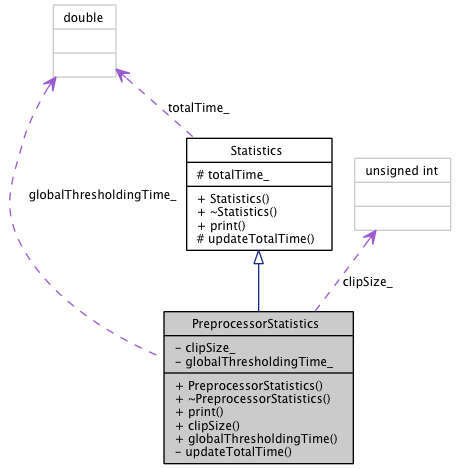 double
totalTime_
Statistics
# totalTime_
+ Statistics()
+ ~Statistics()
+ print()
# updateTotalTime()
unsigned int
globalThresholdingTime_
clipSize_
PreprocessorStatistics
- clipSize_
- globalThresholdingTime_
+ PreprocessorStatistics()
+ ~PreprocessorStatistics()
+ print()
+ clipSize()
+ globalThresholdingTime()
- updateTotalTime()